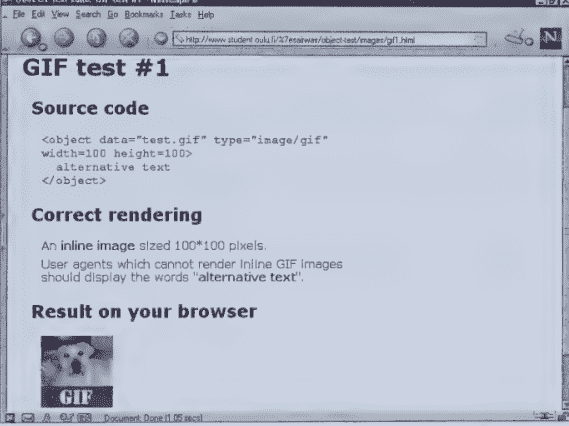 File Edit View Search Go Bookmarks Tasks Help
GIF test #1
Source code
<object data="test.gif" type="image/gif"
width=100 height=100>
alternative text
</object>
Correct rendering
An inline image sized 100*100 pixels.
User agents which cannot render inline GIF images
should display the words "alternative text".
Result on your browser
GIF
Document: Done (1.05 secs)